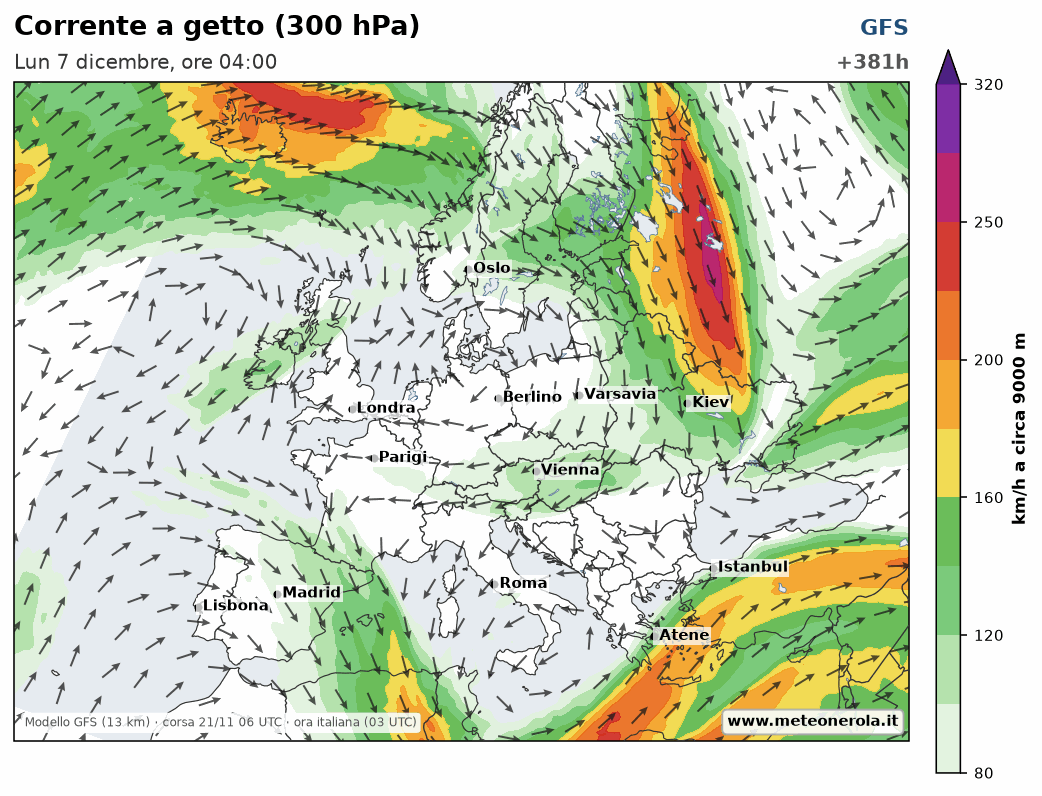 Corrente a getto (300 hPa)
GFS
Lun 7 dicembre, ore 04:00
+381h
320
250
200
160
120
80
km/h a circa 9000 m
Oslo
Londra
Berlino
Varsavia
Kiev
Parigi
Vienna
Madrid
Lisbona
Roma
Istanbul
Atene
Modello GFS (13 km) · corsa 21/11 06 UTC · ora italiana (03 UTC)
www.meteonerola.it